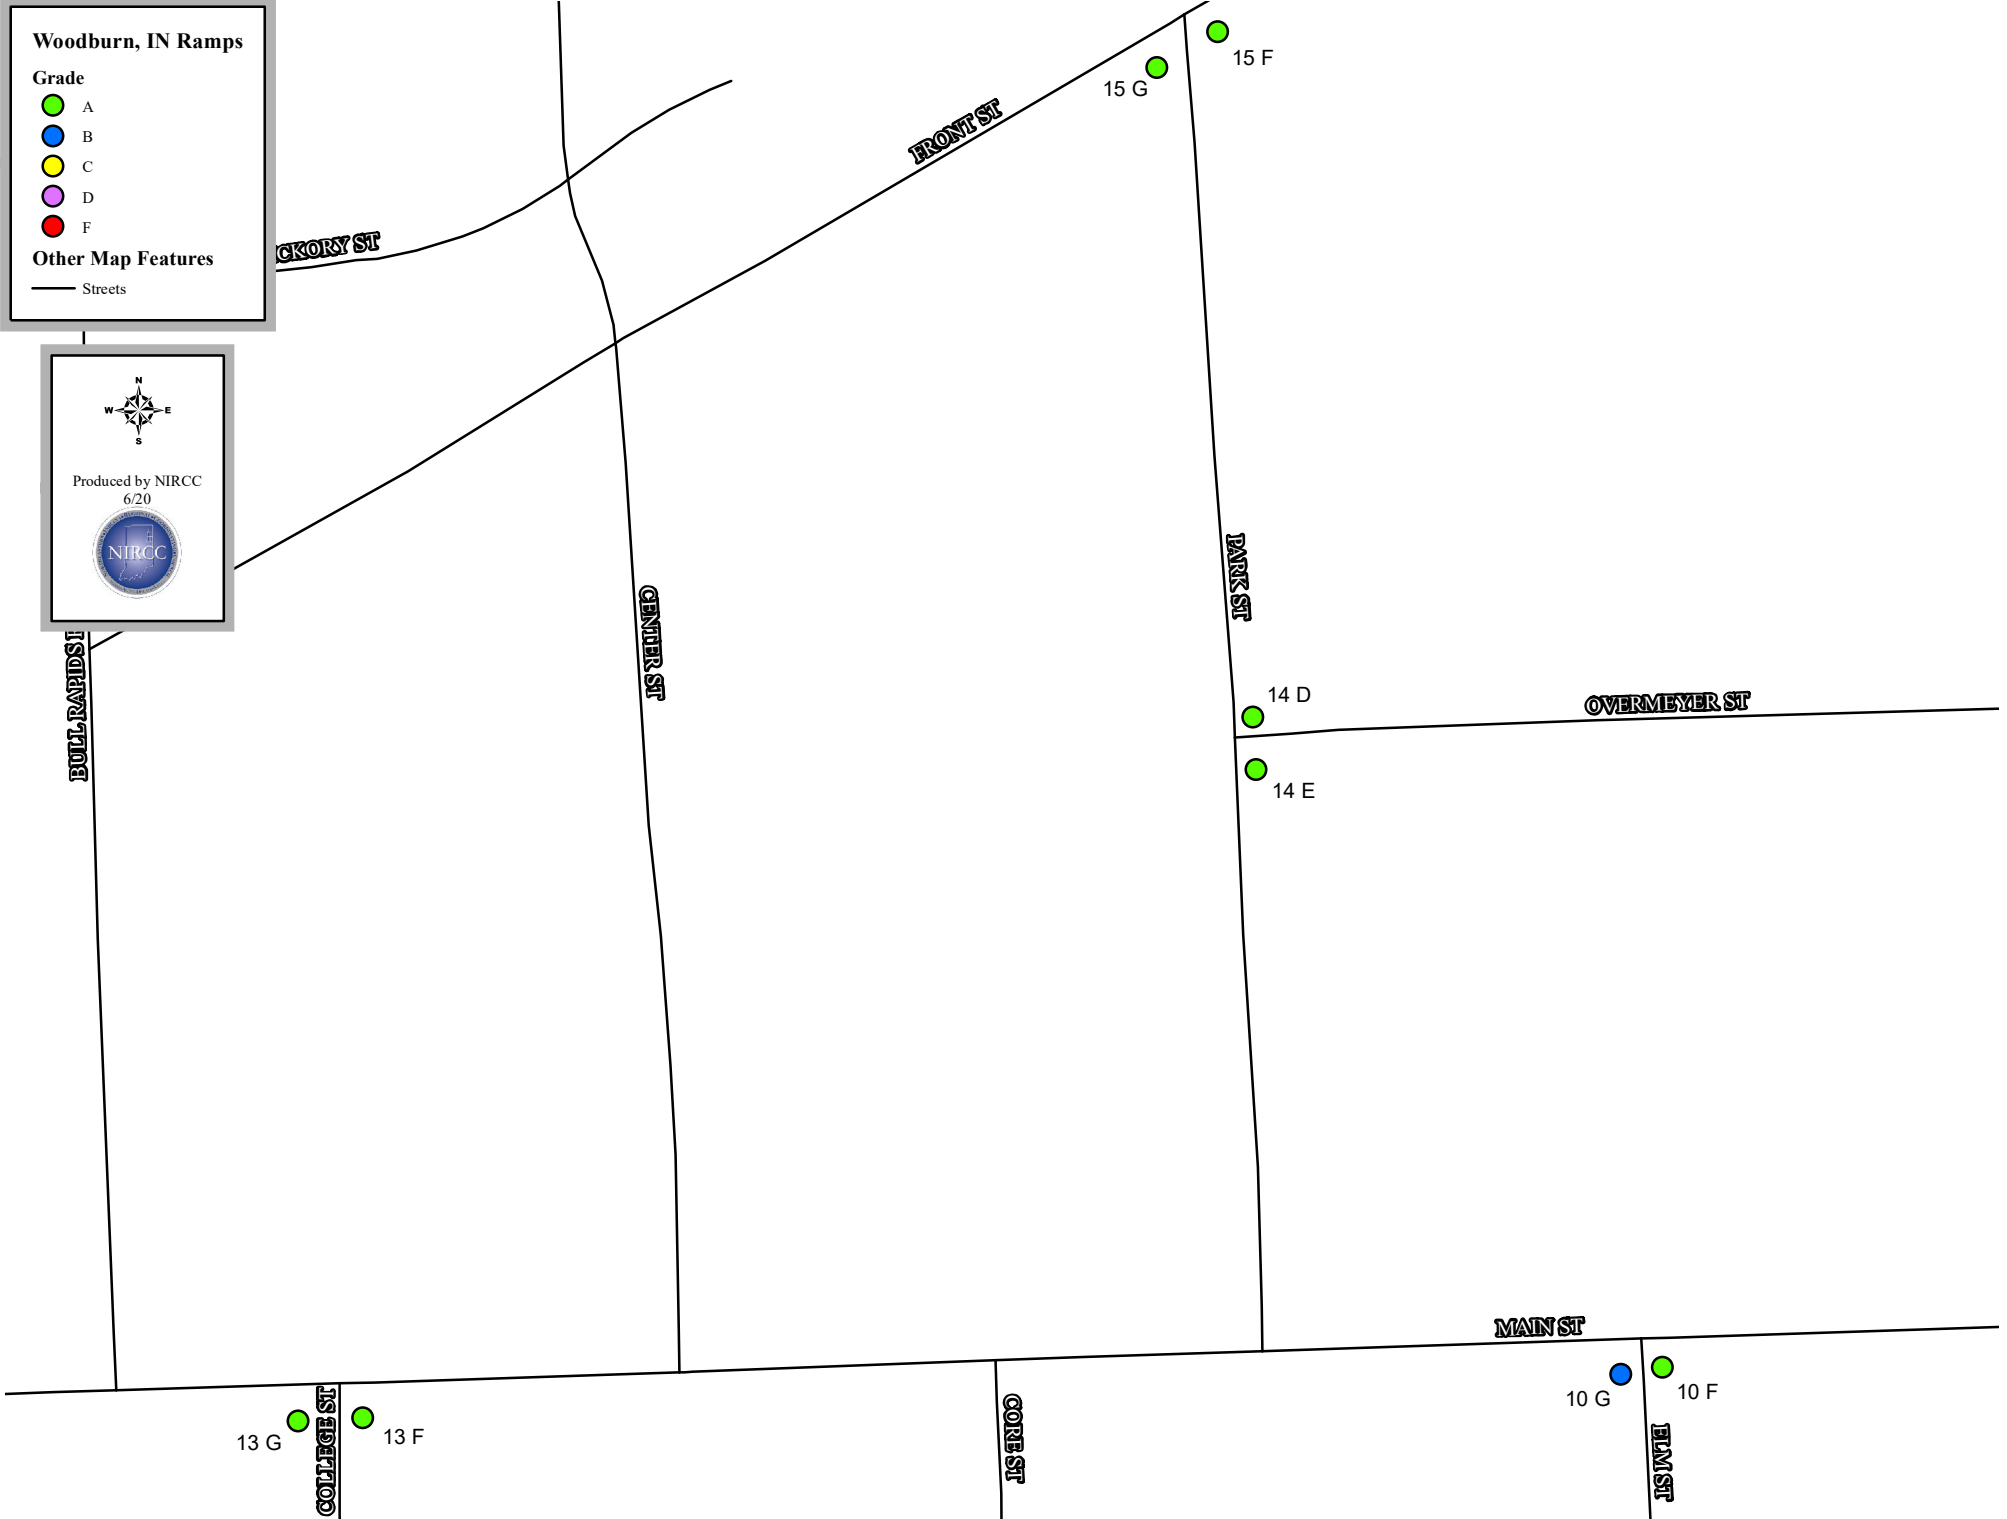 Woodburn, IN Ramps
Grade
A
B
C
D
F
Other Map Features
Streets
N
W E
S
Produced by NIRCC
6/20
NIRCC
CKORY ST
FRONT ST
15 F
15 G
CENTER ST
PARK ST
BULL RAPIDS
14 D
OVERMEYER ST
14 E
MAIN ST
COLLEGE ST
13 G
13 F
CORE ST
10 G
10 F
ELM ST